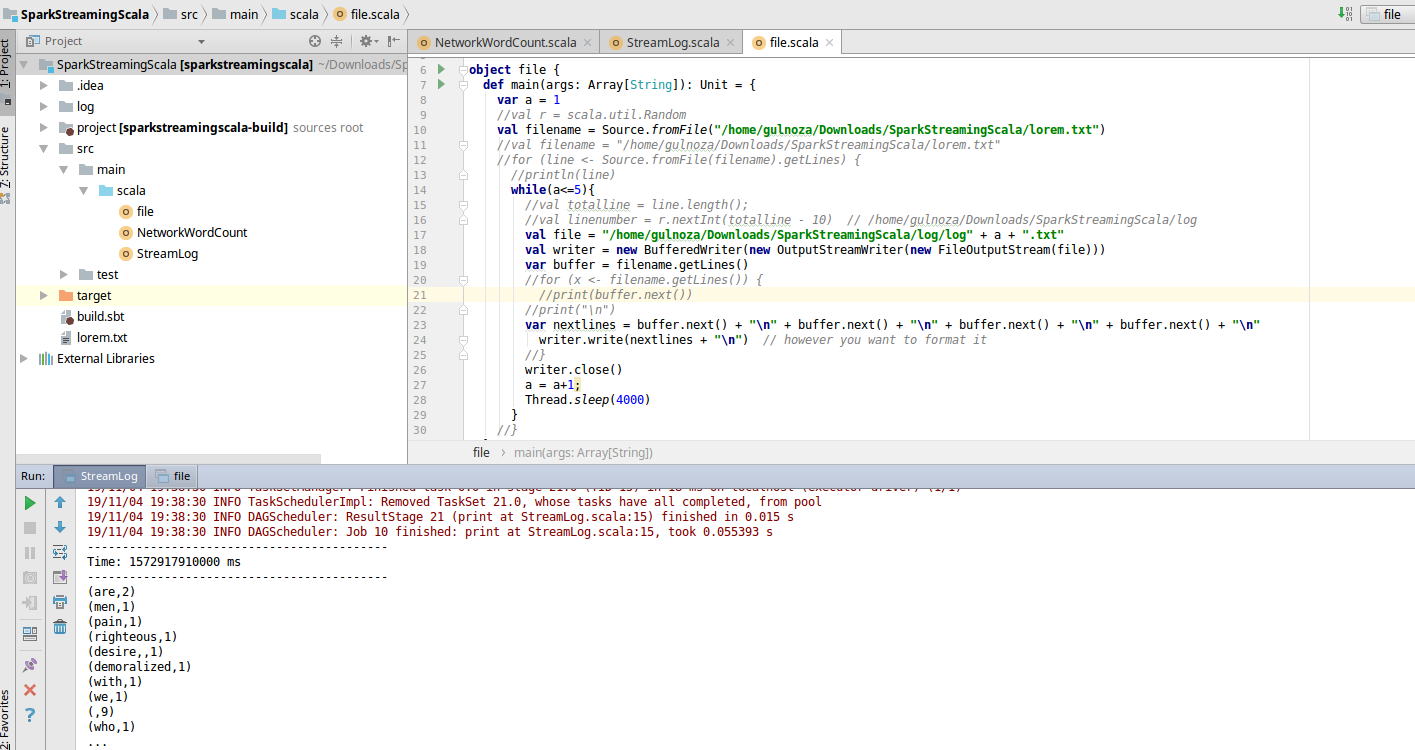 SparkStreamingScala src main scala file.scala file
Project
NetworkWordCount.scala StreamLog.scala file.scala
1: Project
7: Structure
2: Favorites
SparkStreamingScala [sparkstreamingscala] ~/Downloads/Sp
.idea
log
project [sparkstreamingscala-build] sources root
src
main
scala
file
NetworkWordCount
StreamLog
test
target
build.sbt
lorem.txt
External Libraries
6 object file {
7 def main(args: Array[String]): Unit = {
8 var a = 1
9 //val r = scala.util.Random
10 val filename = Source.fromFile("/home/gulnoza/Downloads/SparkStreamingScala/lorem.txt")
11 //val filename = "/home/gulnoza/Downloads/SparkStreamingScala/lorem.txt"
12 //for (line <- Source.fromFile(filename).getLines) {
13 //println(line)
14 while(a<=5){
15 //val totalline = line.length();
16 //val linenumber = r.nextInt(totalline - 10) // /home/gulnoza/Downloads/SparkStreamingScala/log
17 val file = "/home/gulnoza/Downloads/SparkStreamingScala/log/log" + a + ".txt"
18 val writer = new BufferedWriter(new OutputStreamWriter(new FileOutputStream(file)))
19 var buffer = filename.getLines()
20 //for (x <- filename.getLines()) {
21 //print(buffer.next())
22 //print("\n")
23 var nextlines = buffer.next() + "\n" + buffer.next() + "\n" + buffer.next() + "\n" + buffer.next() + "\n"
24 writer.write(nextlines + "\n") // however you want to format it
25 //}
26 writer.close()
27 a = a+1;
28 Thread.sleep(4000)
29 }
30 //}
file main(args: Array[String])
Run: StreamLog file
19/11/04 19:38:30 INFO TaskSchedulerImpl: Removed TaskSet 21.0, whose tasks have all completed, from pool
19/11/04 19:38:30 INFO DAGScheduler: ResultStage 21 (print at StreamLog.scala:15) finished in 0.015 s
19/11/04 19:38:30 INFO DAGScheduler: Job 10 finished: print at StreamLog.scala:15, took 0.055393 s
-------------------------------------------
Time: 1572917910000 ms
-------------------------------------------
(are,2)
(men,1)
(pain,1)
(righteous,1)
(desire,,1)
(demoralized,1)
(with,1)
(we,1)
(,9)
(who,1)
...